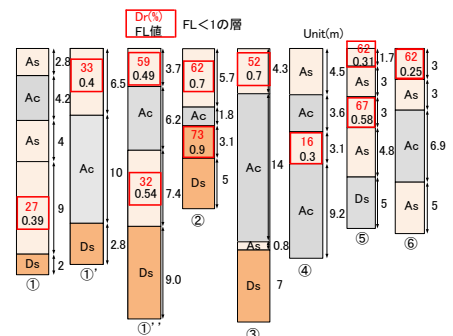 Dr(%)
FL値
FL＜1の層
Unit(m)
As
2.8
Ac
4.2
As
4
27
0.39
9
Ds
2
①
33
0.4
6.5
Ac
10
Ds
2.8
①'
59
0.49
3.7
Ac
6.2
32
0.54
7.4
Ds
9.0
①''
62
0.7
5.7
Ac
1.8
73
0.9
3.1
Ds
5
②
52
0.7
4.3
Ac
14
As
0.8
Ds
7
③
As
4.5
Ac
3.6
16
0.3
3.1
Ac
9.2
④
62
0.31
1.7
As
3
67
0.58
3
As
4.8
Ds
5
⑤
62
0.25
3
As
3
Ac
6.9
As
5
⑥